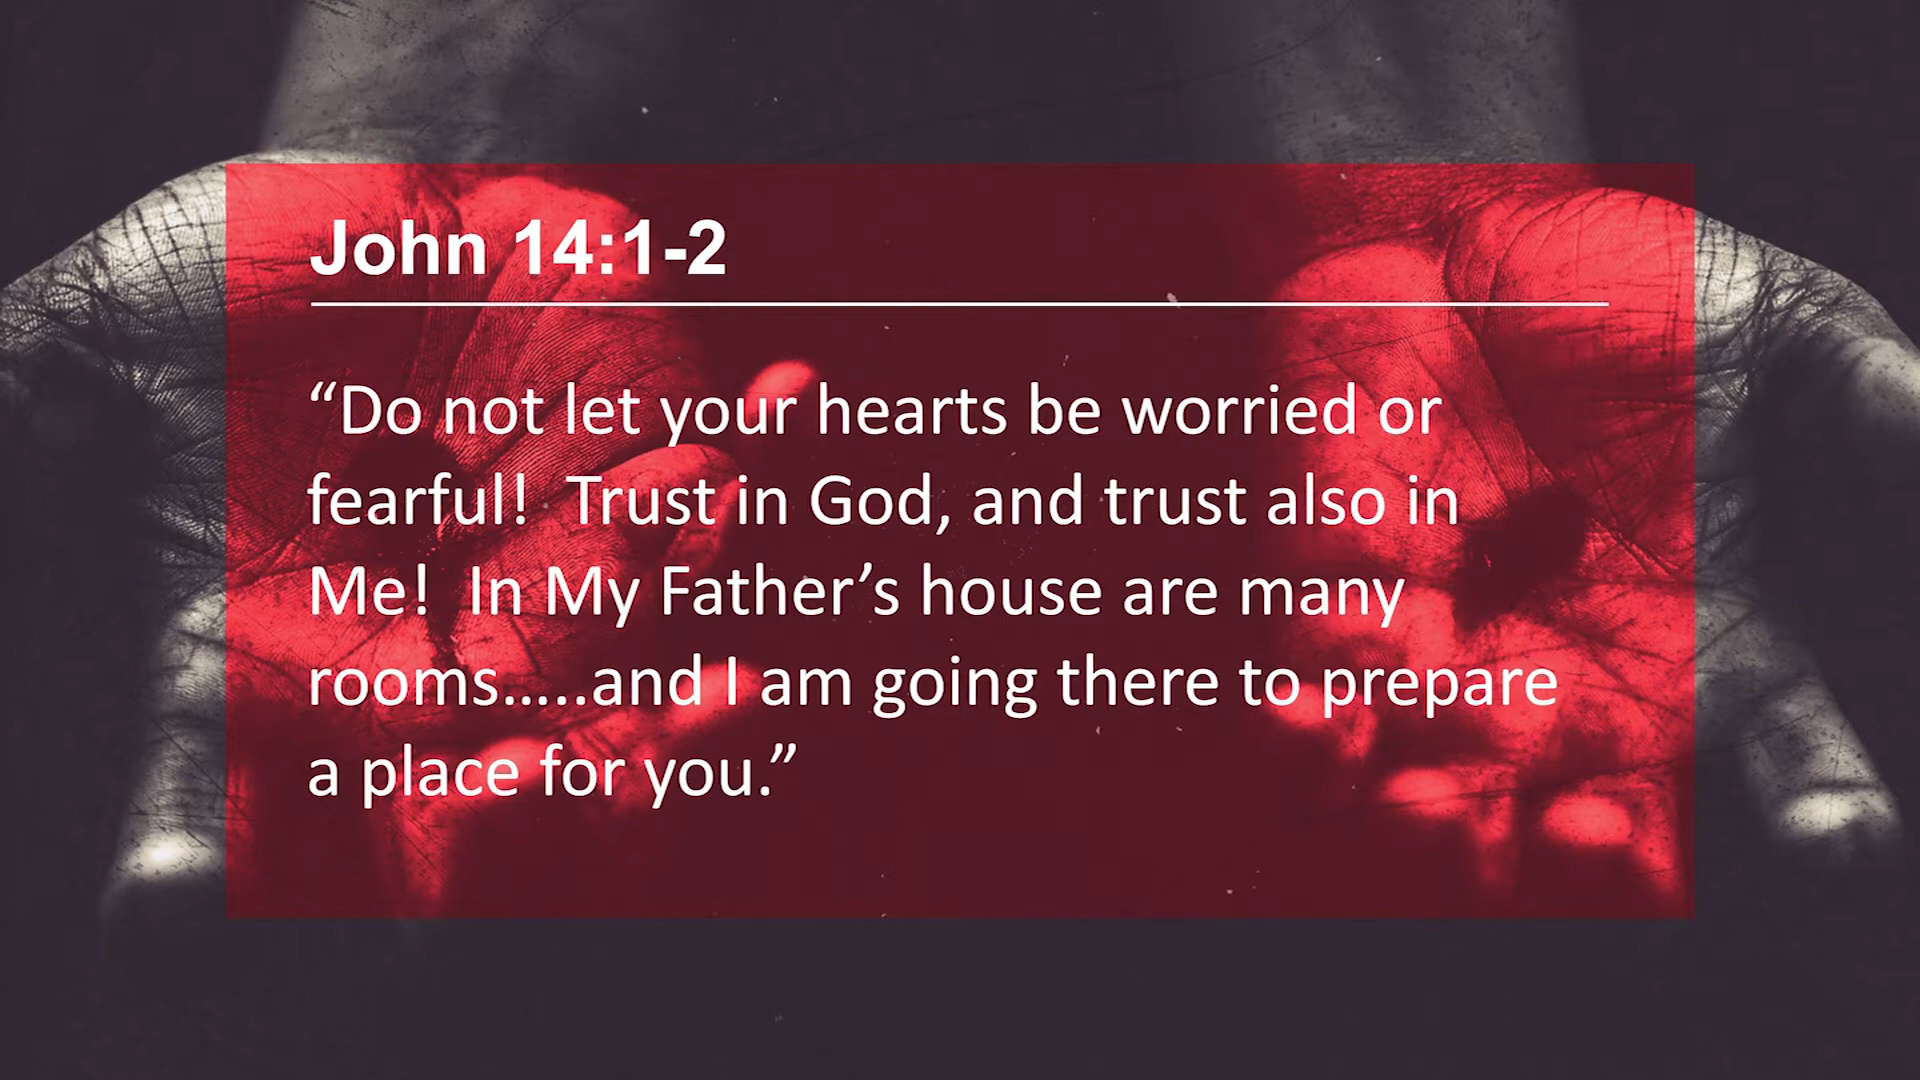 John 14:1-2
“Do not let your hearts be worried or
fearful!  Trust in God, and trust also in
Me!  In My Father’s house are many
rooms…..and I am going there to prepare
a place for you.”